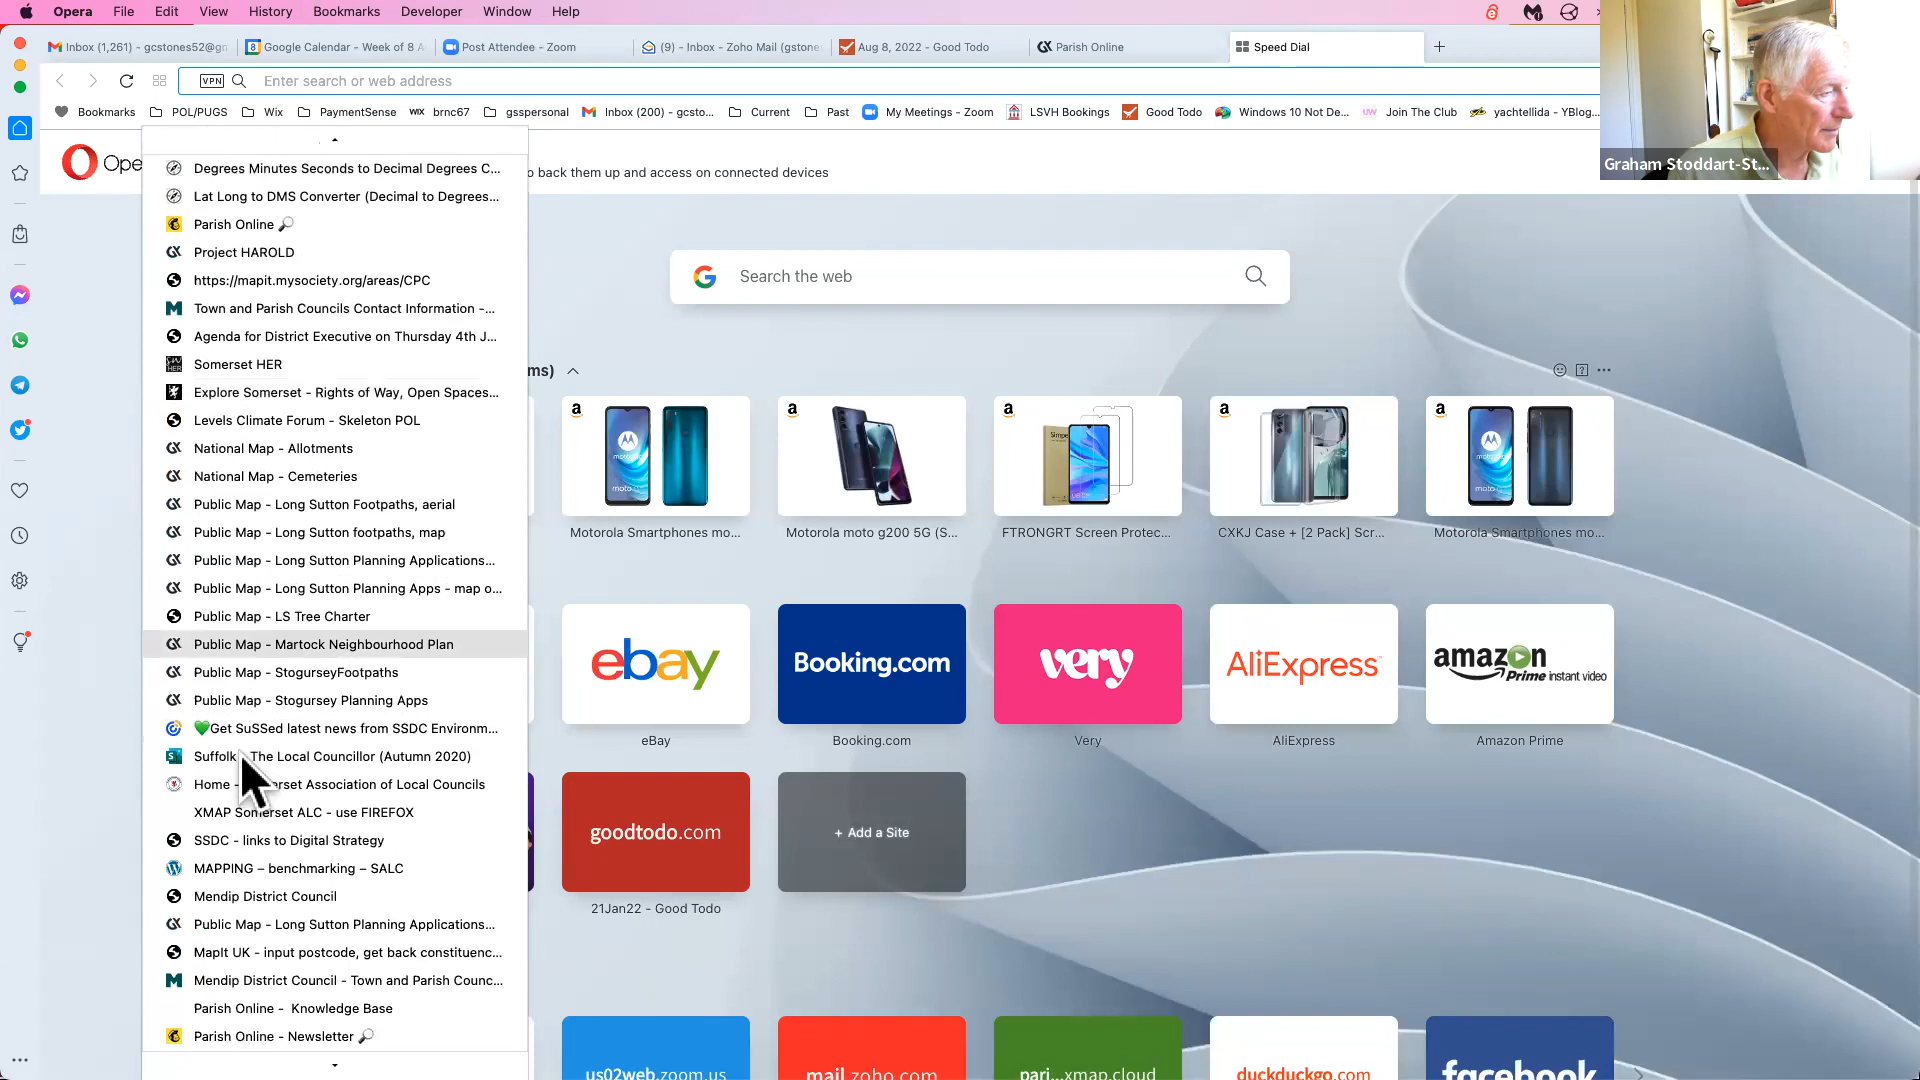 Opera File Edit View History Bookmarks Developer Window Help
Inbox (1,261) - gcstones52@gm
Google Calendar - Week of 8 A
Post Attendee - Zoom
(9) - Inbox - Zoho Mail (gstone
Aug 8, 2022 - Good Todo
Parish Online
Speed Dial
VPN
Enter search or web address
Bookmarks
POL/PUGS
Wix
PaymentSense
WIX brnc67
gsspersonal
Inbox (200) - gcsto...
Current
Past
My Meetings - Zoom
LSVH Bookings
Good Todo
Windows 10 Not De...
UW Join The Club
yachtellida - YBlog...
Graham Stoddart-St...
Ope
o back them up and access on connected devices
Degrees Minutes Seconds to Decimal Degrees C...
Lat Long to DMS Converter (Decimal to Degrees...
Parish Online
Project HAROLD
https://mapit.mysociety.org/areas/CPC
Town and Parish Councils Contact Information -...
Agenda for District Executive on Thursday 4th J...
Somerset HER
Explore Somerset - Rights of Way, Open Spaces...
Levels Climate Forum - Skeleton POL
National Map - Allotments
National Map - Cemeteries
Public Map - Long Sutton Footpaths, aerial
Public Map - Long Sutton footpaths, map
Public Map - Long Sutton Planning Applications...
Public Map - Long Sutton Planning Apps - map o...
Public Map - LS Tree Charter
Public Map - Martock Neighbourhood Plan
Public Map - StogurseyFootpaths
Public Map - Stogursey Planning Apps
💚Get SuSSed latest news from SSDC Environm...
Suffolk The Local Councillor (Autumn 2020)
Home - erset Association of Local Councils
XMAP Somerset ALC - use FIREFOX
SSDC - links to Digital Strategy
MAPPING – benchmarking – SALC
Mendip District Council
Public Map - Long Sutton Planning Applications...
MapIt UK - input postcode, get back constituenc...
Mendip District Council - Town and Parish Counc...
Parish Online - Knowledge Base
Parish Online - Newsletter
Search the web
ms)
Motorola Smartphones mo...
Motorola moto g200 5G (S...
FTRONGRT Screen Protec...
CXKJ Case + [2 Pack] Scr...
Motorola Smartphones mo...
ebay
Booking.com
very
AliExpress
amazon
Prime instant video
eBay
Booking.com
Very
AliExpress
Amazon Prime
goodtodo.com
+ Add a Site
21Jan22 - Good Todo
us02web.zoom.us
mail.zoho.com
pari...xmap.cloud
duckduckgo.com
facebook